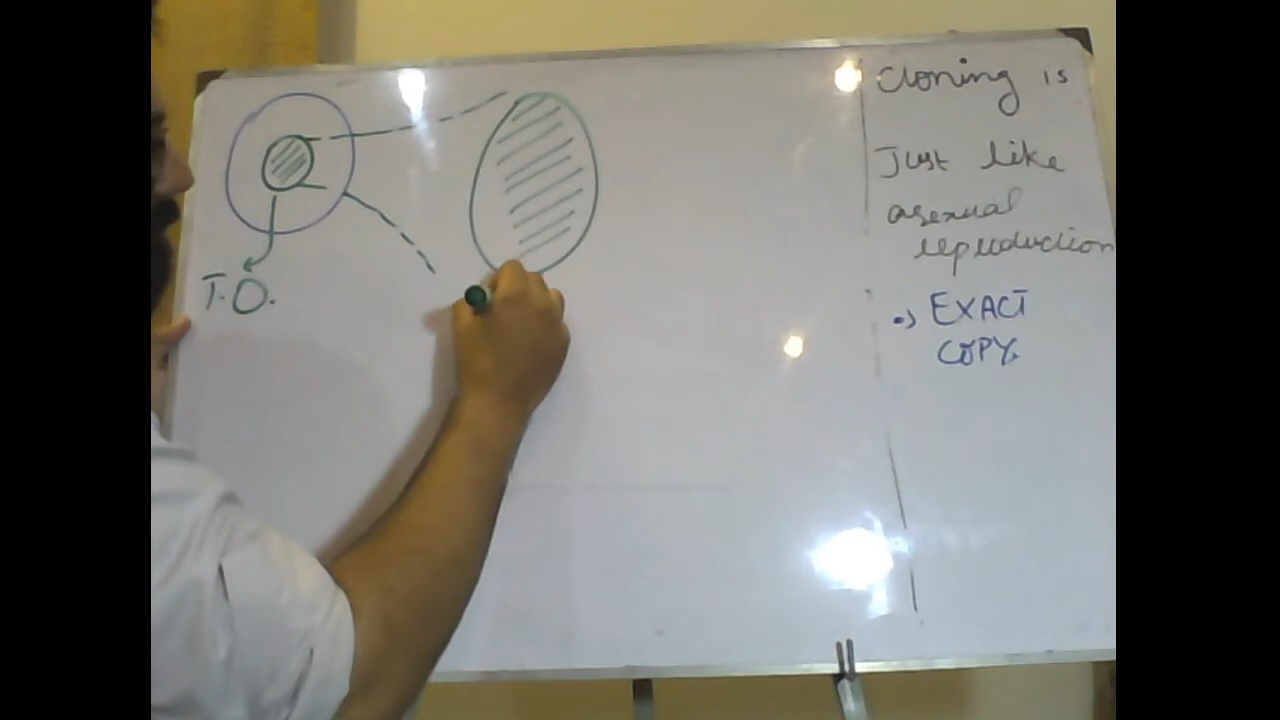 T.O.
Cloning is
Just like
asexual
reproduction
•) EXACT
COPY.